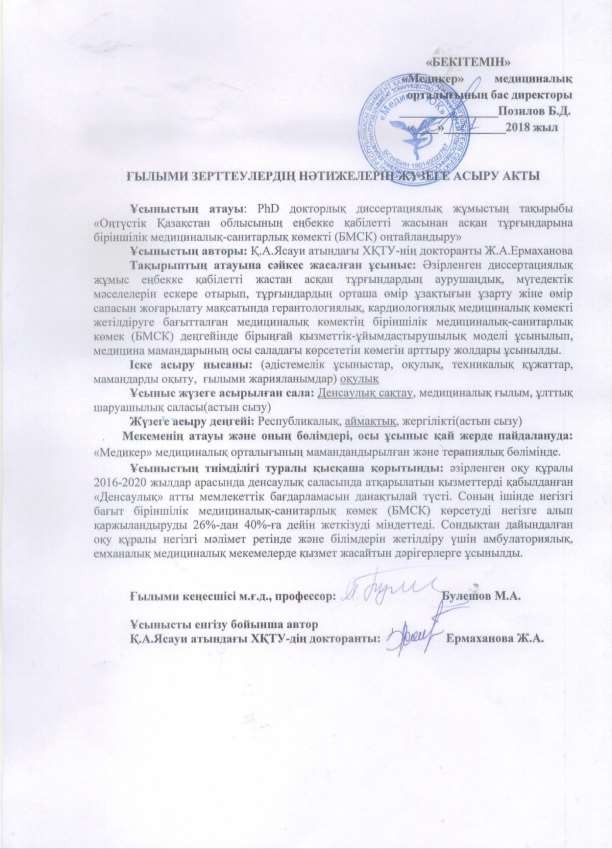 «БЕКІТЕМІН»
«Медикер» медициналық
орталығының бас директоры
Позилов Б.Д.
« » 2018 жыл
ҒЫЛЫМИ ЗЕРТТЕУЛЕРДІҢ НӘТИЖЕЛЕРІН ЖҮЗЕГЕ АСЫРУ АКТЫ
Ұсыныстың атауы: PhD докторлық диссертациялық жұмыстың тақырыбы
«Оңтүстік Қазақстан облысының еңбекке қабілетті жасынан асқан тұрғындарына
біріншілік медициналық-санитарлық көмекті (БМСК) оңтайландыру»
Ұсыныстың авторы: Қ.А.Ясауи атындағы ХҚТУ-нің докторанты Ж.А.Ермаханова
Тақырыптың атауына сәйкес жасалған ұсыныс: Әзірленген диссертациялық
жұмыс еңбекке қабілетті жастан асқан тұрғындардың аурушаңдық, мүгедектік
мәселелерін ескере отырып, тұрғындардың орташа өмір ұзақтығын ұзарту жіне өмір
сапасын жоғарылату мақсатында герантологиялық, кардиологиялық медициналық көмекті
жетілдіруге бағытталған медициналық көмектің біріншілік медициналық-санитарлық
көмек (БМСК) деңгейінде бірыңғай қызметтік-ұйымдастырушылық моделі ұсынылып,
медицина мамандарының осы саладағы көрсететін көмегін арттыру жолдары ұсынылды.
Іске асыру нысаны: (әдістемелік ұсыныстар, оқулық, техникалық құжаттар,
мамандарды оқыту, ғылыми жарияланымдар) оқулық
Ұсыныс жүзеге асырылған сала: Денсаулық сақтау, медициналық ғылым, ұлттық
шаруашылық саласы(астын сызу)
Жүзеге асыру деңгейі: Республикалық, аймақтық, жергілікті(астын сызу)
Мекеменің атауы және оның бөлімдері, осы ұсыныс қай жерде пайдалануда:
«Медикер» медициналық орталығының мамандандырылған және терапиялық бөлімінде.
Ұсыныстың тиімділігі туралы қысқаша қорытынды: әзірленген оқу құралы
2016-2020 жылдар арасында денсаулық саласында атқарылатын қызметтерді қабылданған
«Денсаулық» атты мемлекеттік бағдарламасын данақтылай түсті. Соның ішінде негізгі
бағыт біріншілік медициналық-санитарлық көмек (БМСК) көрсетуді негізге алып
қаржыландыруды 26%-дан 40%-ға дейін жеткізуді міндеттеді. Сондықтан дайындалған
оқу құралы негізгі мәлімет ретінде және білімдерін жетілдіру үшін амбулаториялық,
емханалық медициналық мекемелерде қызмет жасайтын дәрігерлерге ұсынылды.
Ғылыми кеңесшісі м.ғ.д., профессор: Булешов М.А.
Ұсынысты енгізу бойынша автор
Қ.А.Ясауи атындағы ХҚТУ-дің докторанты: Ермаханова Ж.А.